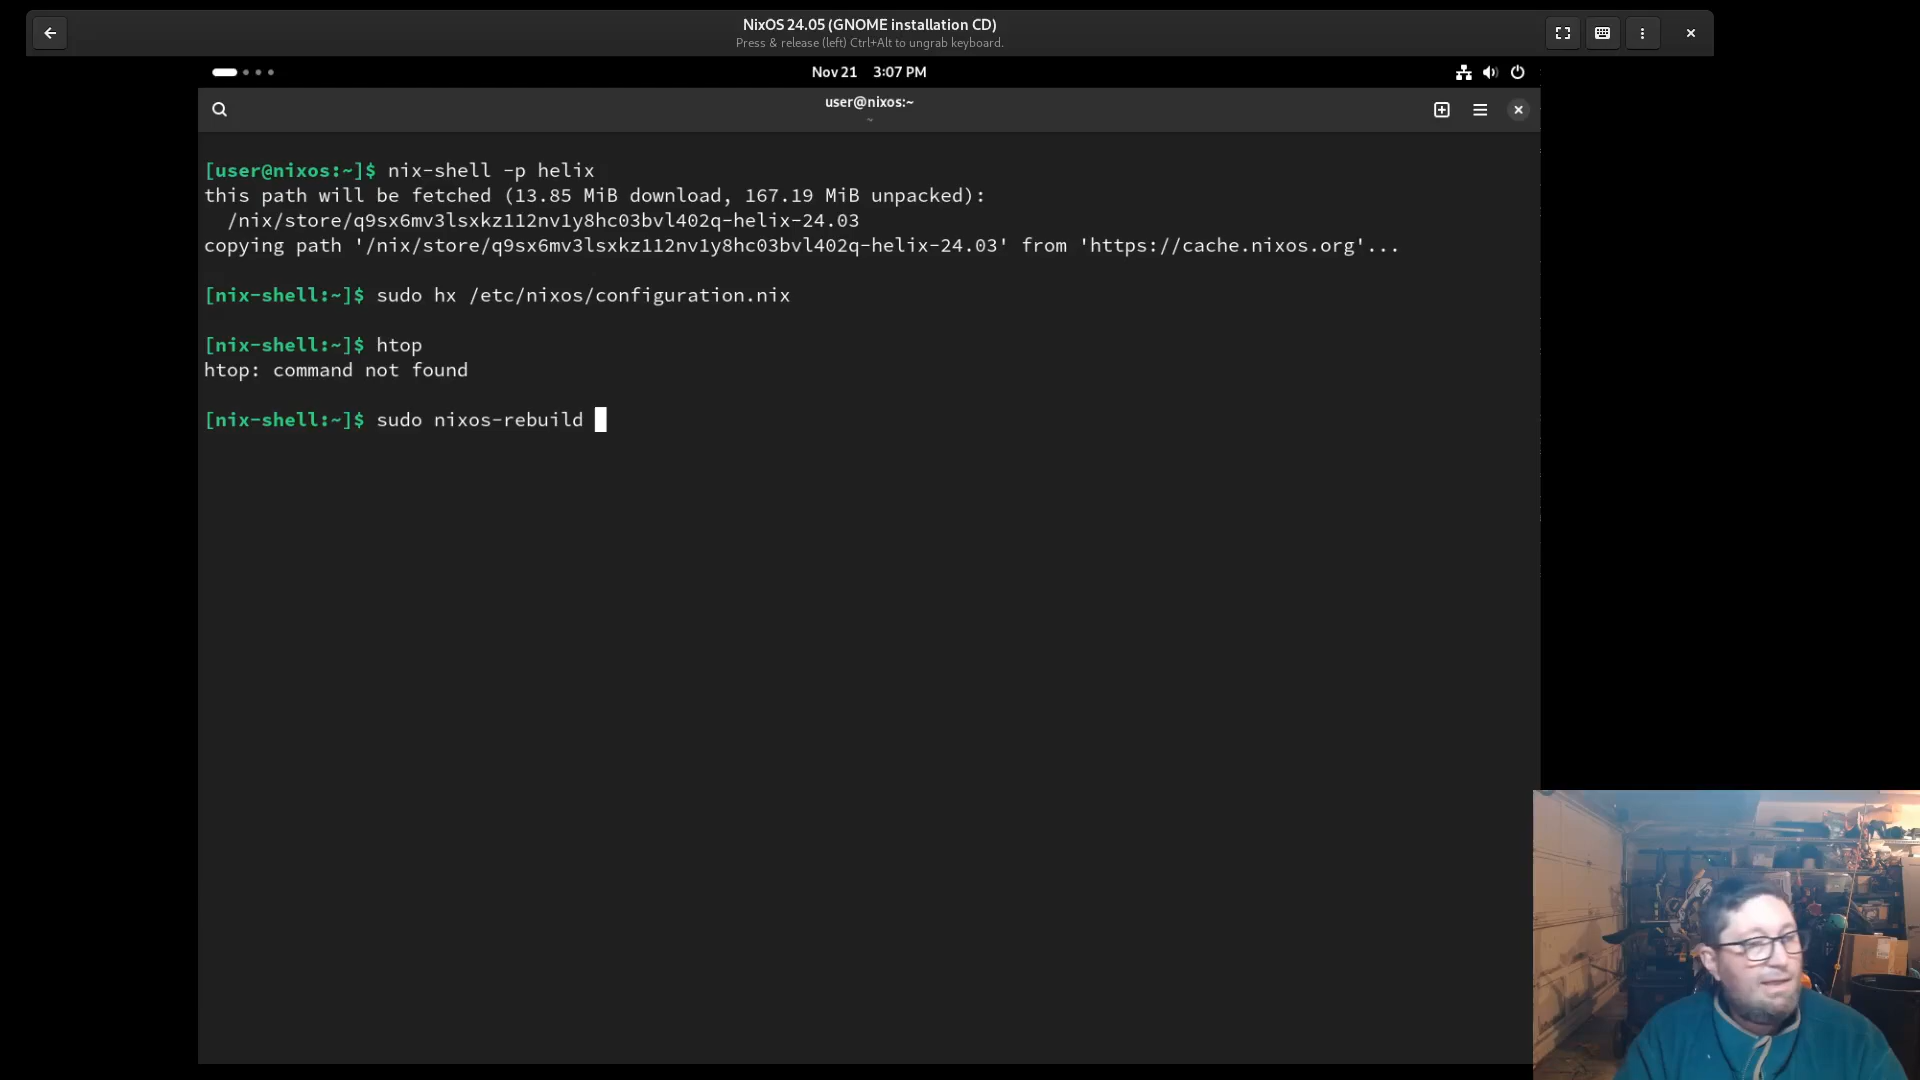 NixOS 24.05 (GNOME installation CD)
Press & release (left) Ctrl+Alt to ungrab keyboard.
Nov 21 3:07 PM
user@nixos:~
~
[user@nixos:~]$ nix-shell -p helix
this path will be fetched (13.85 MiB download, 167.19 MiB unpacked):
/nix/store/q9sx6mv3lsxkz112nv1y8hc03bvl402q-helix-24.03
copying path '/nix/store/q9sx6mv3lsxkz112nv1y8hc03bvl402q-helix-24.03' from 'https://cache.nixos.org'...
[nix-shell:~]$ sudo hx /etc/nixos/configuration.nix
[nix-shell:~]$ htop
htop: command not found
[nix-shell:~]$ sudo nixos-rebuild